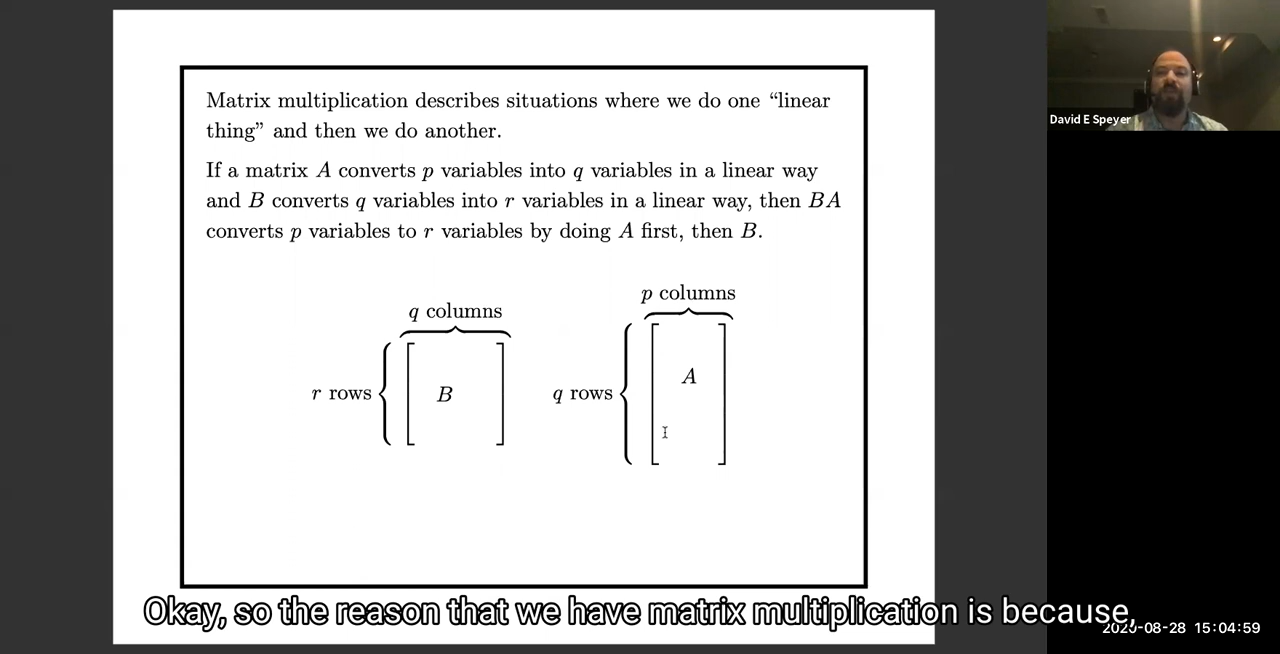 Matrix multiplication describes situations where we do one “linear
thing” and then we do another.
If a matrix A converts p variables into q variables in a linear way
and B converts q variables into r variables in a linear way, then BA
converts p variables to r variables by doing A first, then B.
p columns
q columns
r rows
B
q rows
A
David E Speyer
Okay, so the reason that we have matrix multiplication is because,
2020-08-28 15:04:59